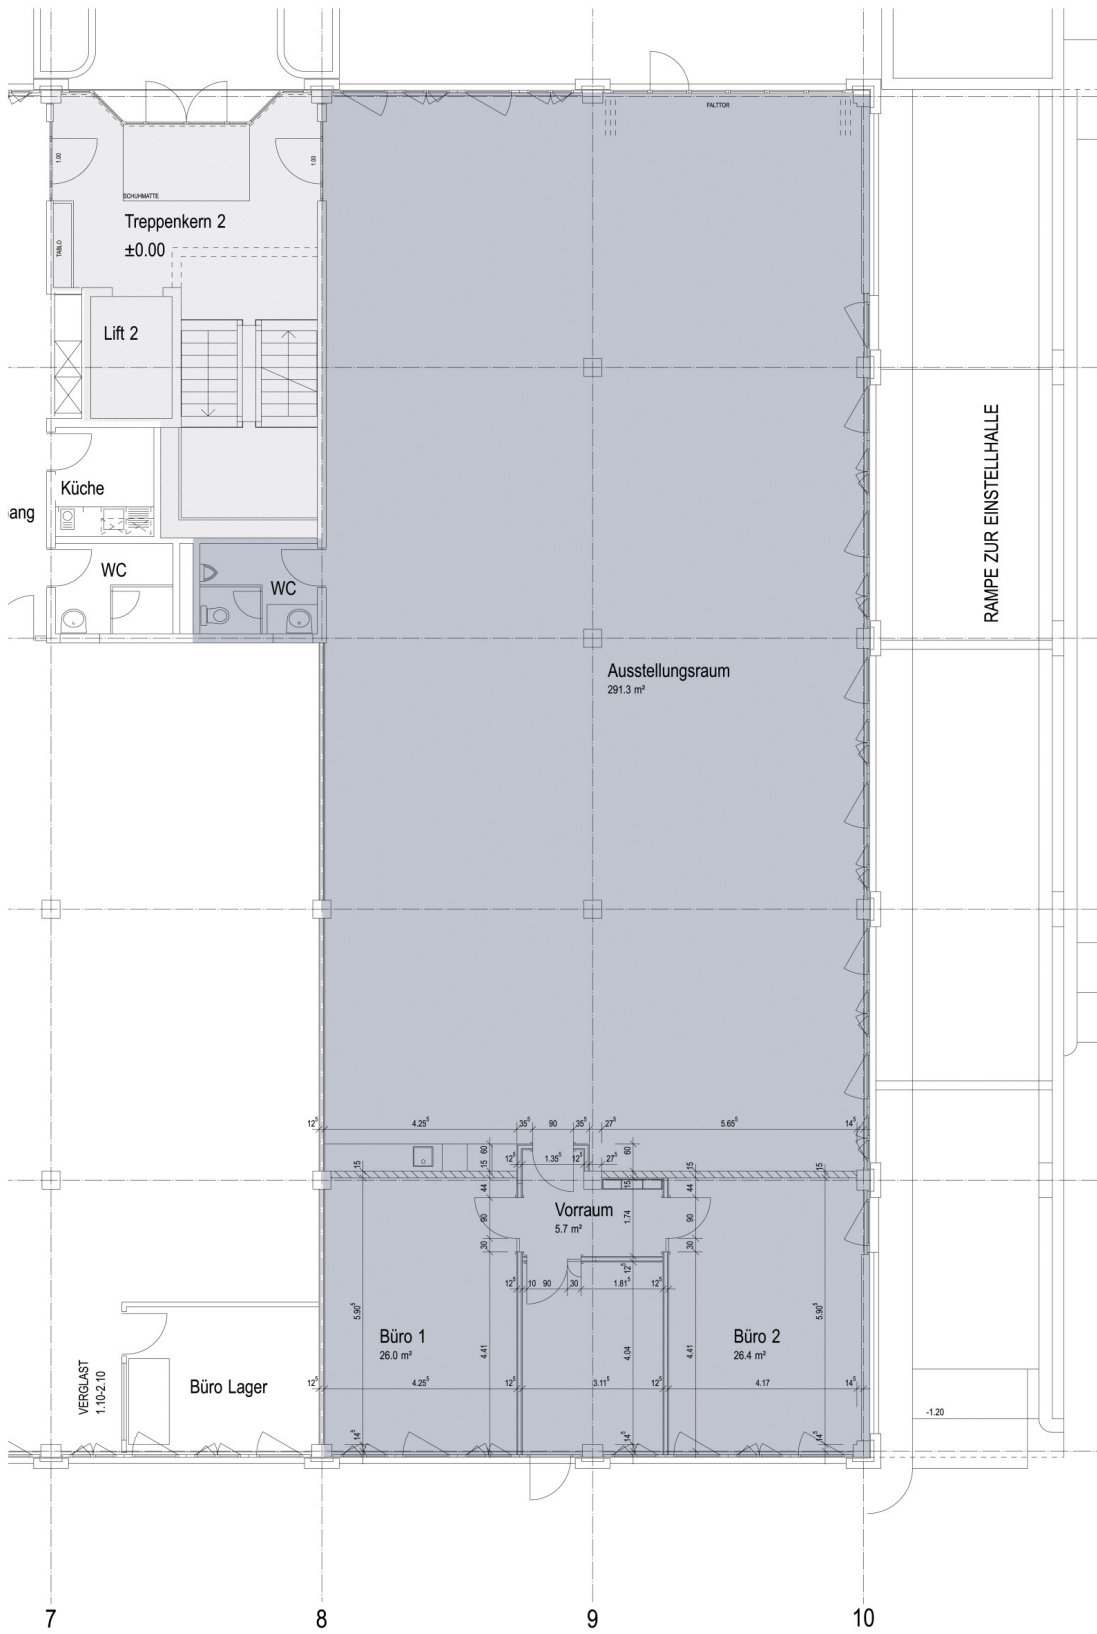 FALTTOR
1.00
1.00
SCHUHMATTE
Treppenkern 2
±0.00
TABLO
Lift 2
Küche
ang
WC
WC
RAMPE ZUR EINSTELLHALLE
Ausstellungsraum
291.3 m²
12⁵ 4.25⁵ 35⁵ 90 35⁵ 27⁵ 5.65⁵ 14⁵
60 60
12⁵ 1.35⁵ 12⁵ 27⁵
15 15 15 15
44 15 44
Vorraum
5.7 m²
90 1.74 90
30 30
12⁵
12⁵ 10 90 30 1.81⁵ 12⁵
5.90⁵ 5.90⁵
Büro 1
26.0 m²
Büro 2
26.4 m²
4.41 4.04 4.41
VERGLAST
1.10-2.10
Büro Lager
12⁵ 4.25⁵ 12⁵ 3.11⁵ 12⁵ 4.17 14⁵
-1.20
14⁵ 14⁵ 14⁵
7 8 9 10